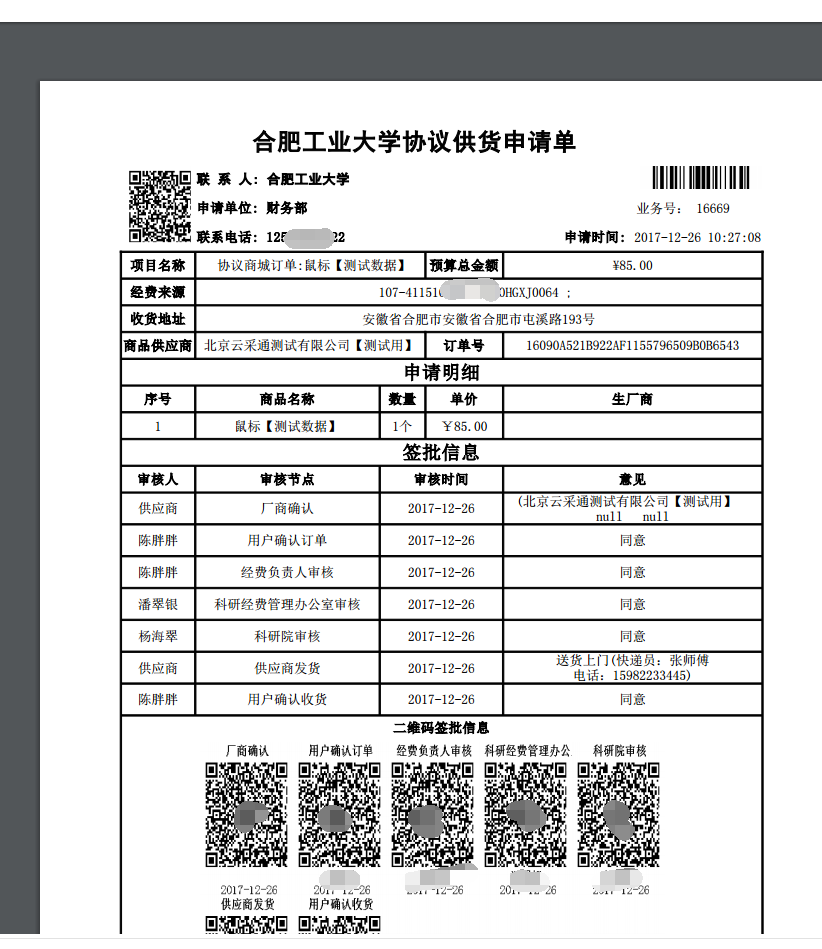 合肥工业大学协议供货申请单
联 系 人: 合肥工业大学
申请单位: 财务部
业务号: 16669
联系电话: 125 22
申请时间: 2017-12-26 10:27:08
项目名称 协议商城订单:鼠标【测试数据】 预算总金额 ¥85.00
经费来源 107-41151 OHGXJ0064 ;
收货地址 安徽省合肥市安徽省合肥市屯溪路193号
商品供应商 北京云采通测试有限公司【测试用】 订单号 16090A521B922AF1155796509B0B6543
申请明细
序号 商品名称 数量 单价 生厂商
1 鼠标【测试数据】 1个 ￥85.00
签批信息
审核人 审核节点 审核时间 意见
供应商 厂商确认 2017-12-26 (北京云采通测试有限公司【测试用】
null null
陈胖胖 用户确认订单 2017-12-26 同意
陈胖胖 经费负责人审核 2017-12-26 同意
潘翠银 科研经费管理办公室审核 2017-12-26 同意
杨海翠 科研院审核 2017-12-26 同意
供应商 供应商发货 2017-12-26 送货上门(快递员: 张师傅
电话: 15982233445)
陈胖胖 用户确认收货 2017-12-26 同意
二维码签批信息
厂商确认 用户确认订单 经费负责人审核 科研经费管理办公 科研院审核
2017-12-26 2017-12-26 2017-12-26 2017-12-26 2017-12-26
供应商发货 用户确认收货